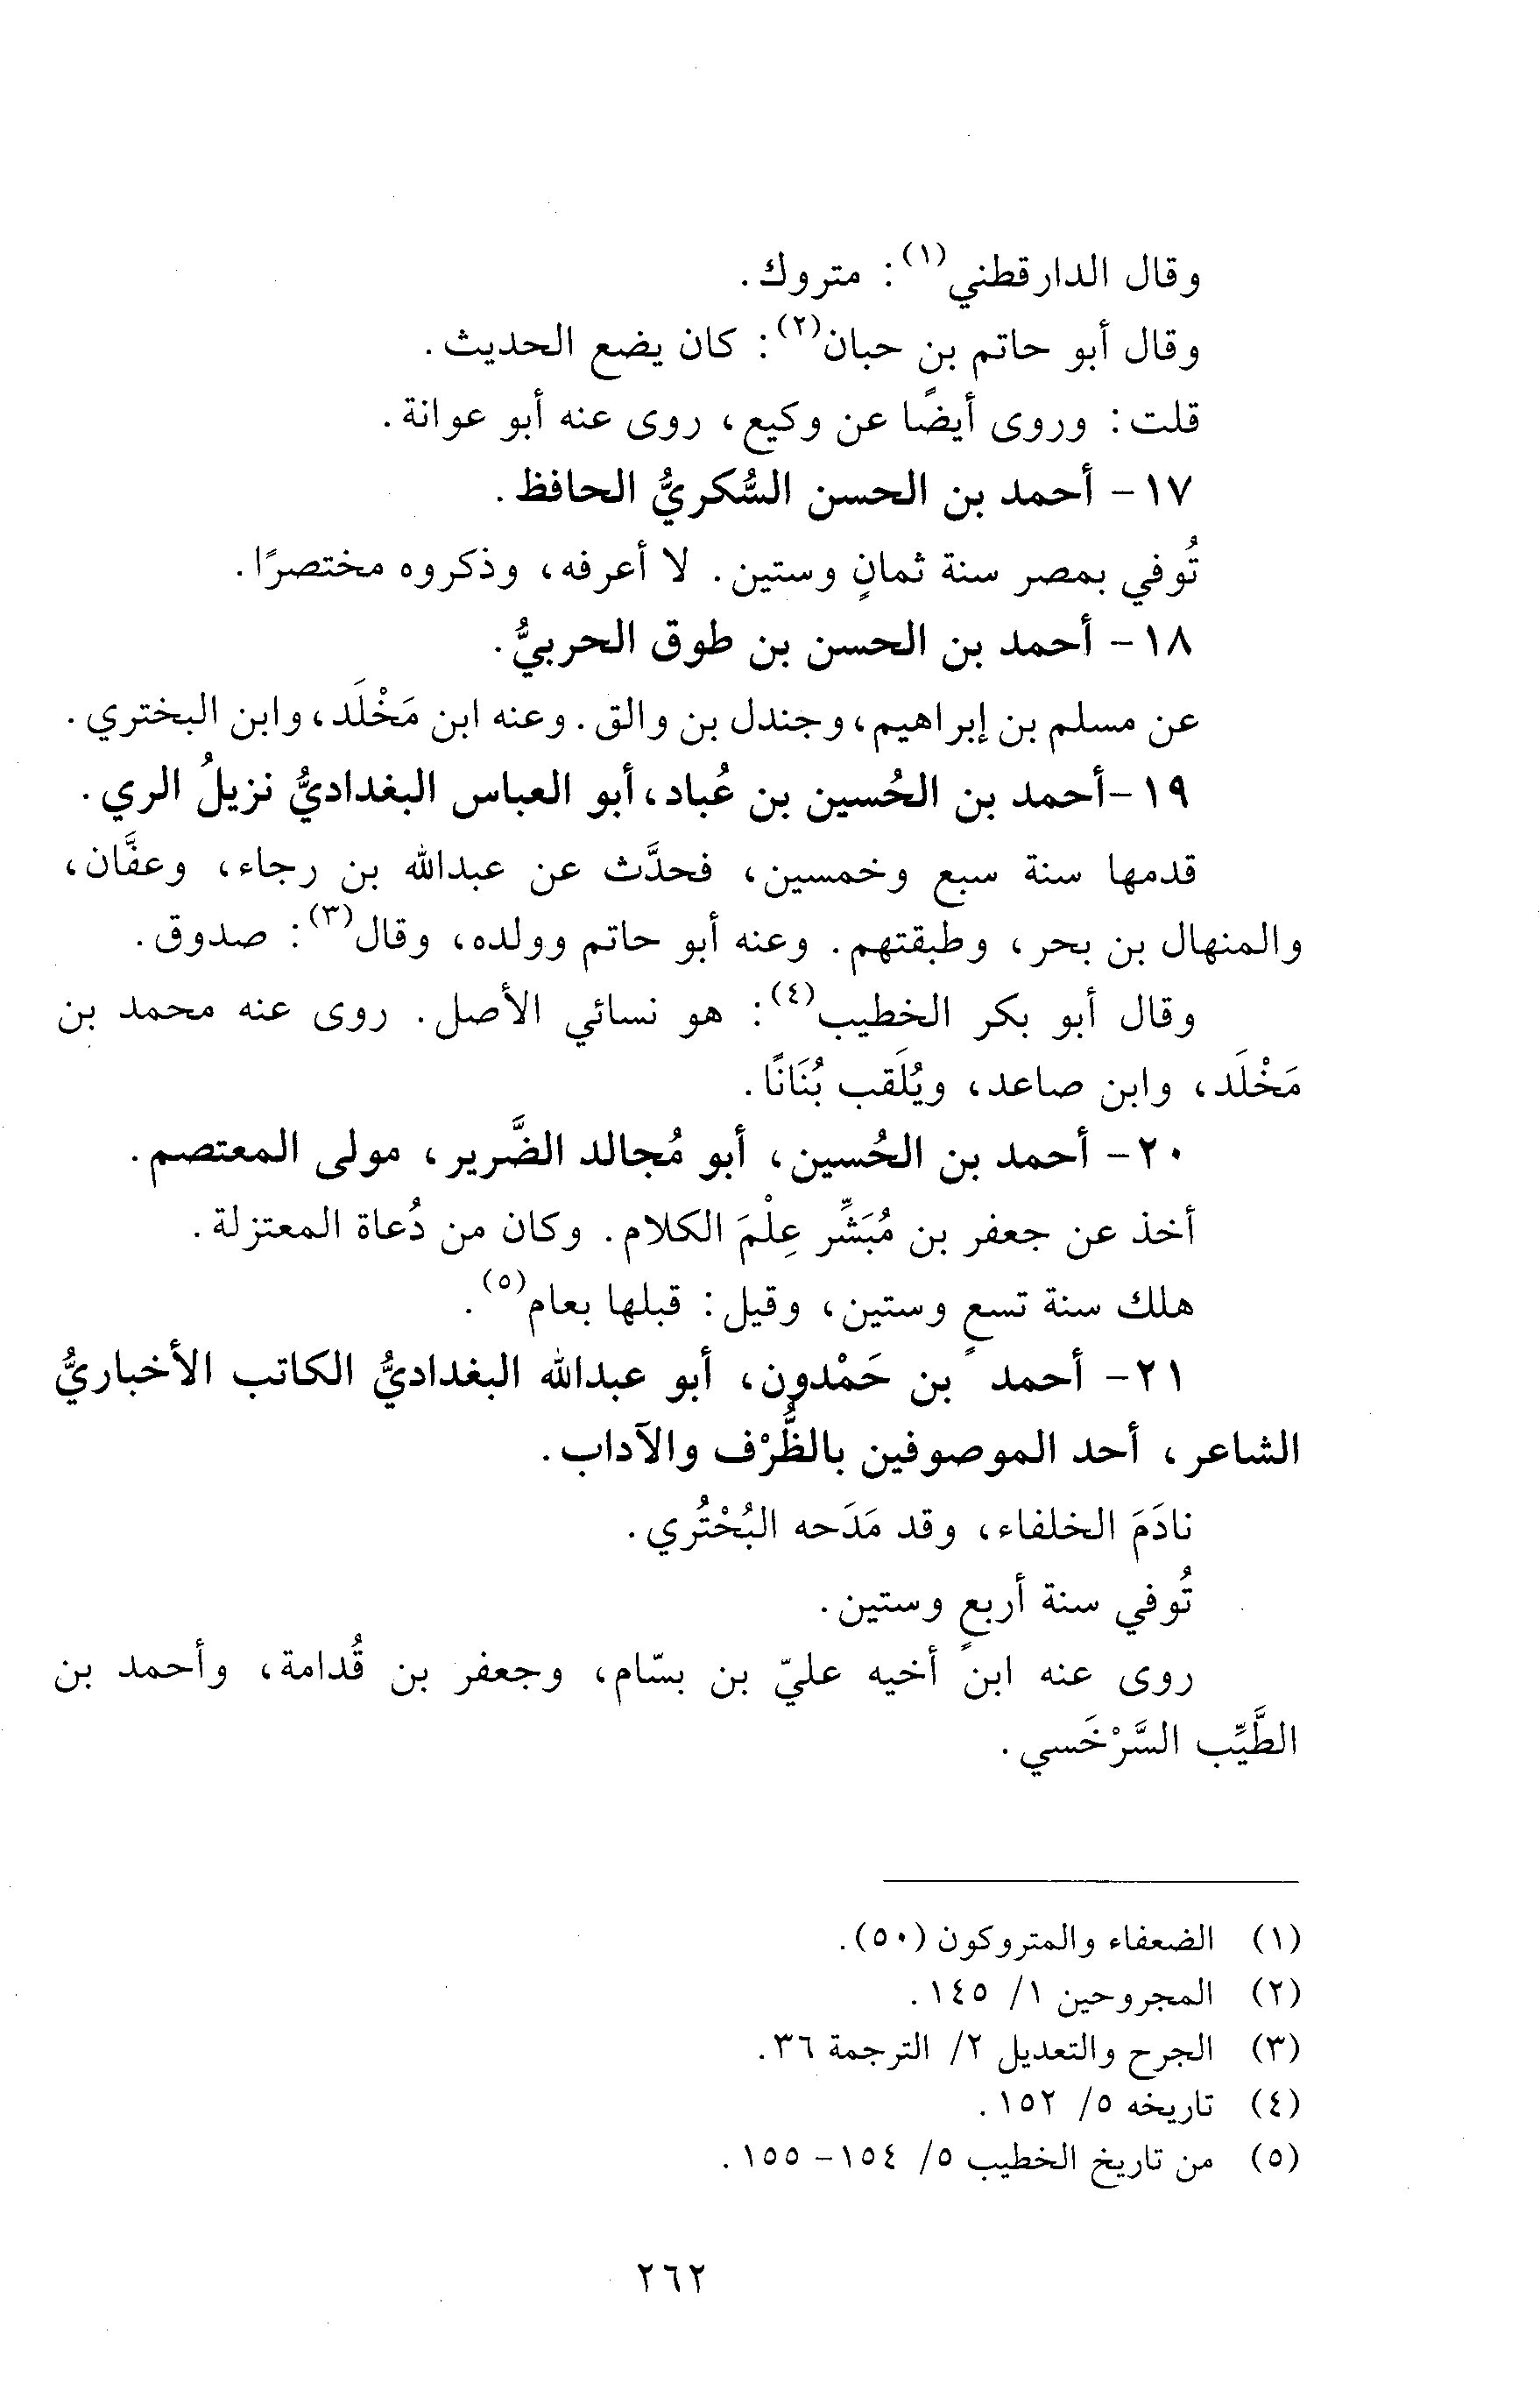 وقال الدارقطني(١): متروك.
وقال أبو حاتم بن حبان(٢): كان يضع الحديث.
قلت: وروى أيضًا عن وكيع، روى عنه أبو عوانة.
١٧- أحمد بن الحسن السُّكريُّ الحافظ.
تُوفي بمصر سنة ثمانٍ وستين. لا أعرفه، وذكروه مختصرًا.
١٨- أحمد بن الحسن بن طوق الحربيُّ.
عن مسلم بن إبراهيم، وجندل بن والق. وعنه ابن مَخْلَد، وابن البختري.
١٩- أحمد بن الحُسين بن عُباد، أبو العباس البغداديُّ نزيلُ الري.
قدمها سنة سبع وخمسين، فحدَّث عن عبدالله بن رجاء، وعفَّان،
والمنهال بن بحر، وطبقتهم. وعنه أبو حاتم وولده، وقال(٣): صدوق.
وقال أبو بكر الخطيب(٤): هو نسائي الأصل. روى عنه محمد بن
مَخْلَد، وابن صاعد، ويُلَقب بُنَانًا.
٢٠- أحمد بن الحُسين، أبو مُجالد الضَّرير، مولى المعتصم.
أخذ عن جعفر بن مُبَشِّر عِلْمَ الكلام. وكان من دُعاة المعتزلة.
هلك سنة تسعٍ وستين، وقيل: قبلها بعام(٥).
٢١- أحمد بن حَمْدون، أبو عبدالله البغداديُّ الكاتب الأخباريُّ
الشاعر، أحد الموصوفين بالظُّرْف والآداب.
نادَمَ الخلفاء، وقد مَدَحه البُحْتُري.
تُوفي سنة أربعٍ وستين.
روى عنه ابن أخيه عليّ بن بسّام، وجعفر بن قُدامة، وأحمد بن
الطَّيِّب السَّرْخَسي.
(١) الضعفاء والمتروكون (٥٠).
(٢) المجروحين ١/ ١٤٥.
(٣) الجرح والتعديل ٢/ الترجمة ٣٦.
(٤) تاريخه ٥/ ١٥٢.
(٥) من تاريخ الخطيب ٥/ ١٥٤- ١٥٥.
٢٦٢